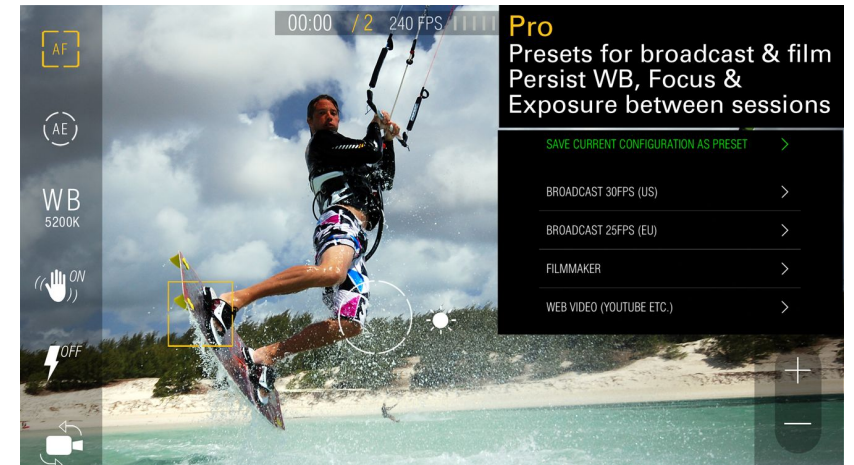 AF
AE
WB
5200K
ON
OFF
00:00 / 2 240 FPS
Pro
Presets for broadcast & film
Persist WB, Focus &
Exposure between sessions
SAVE CURRENT CONFIGURATION AS PRESET
BROADCAST 30FPS (US)
BROADCAST 25FPS (EU)
FILMMAKER
WEB VIDEO (YOUTUBE ETC.)